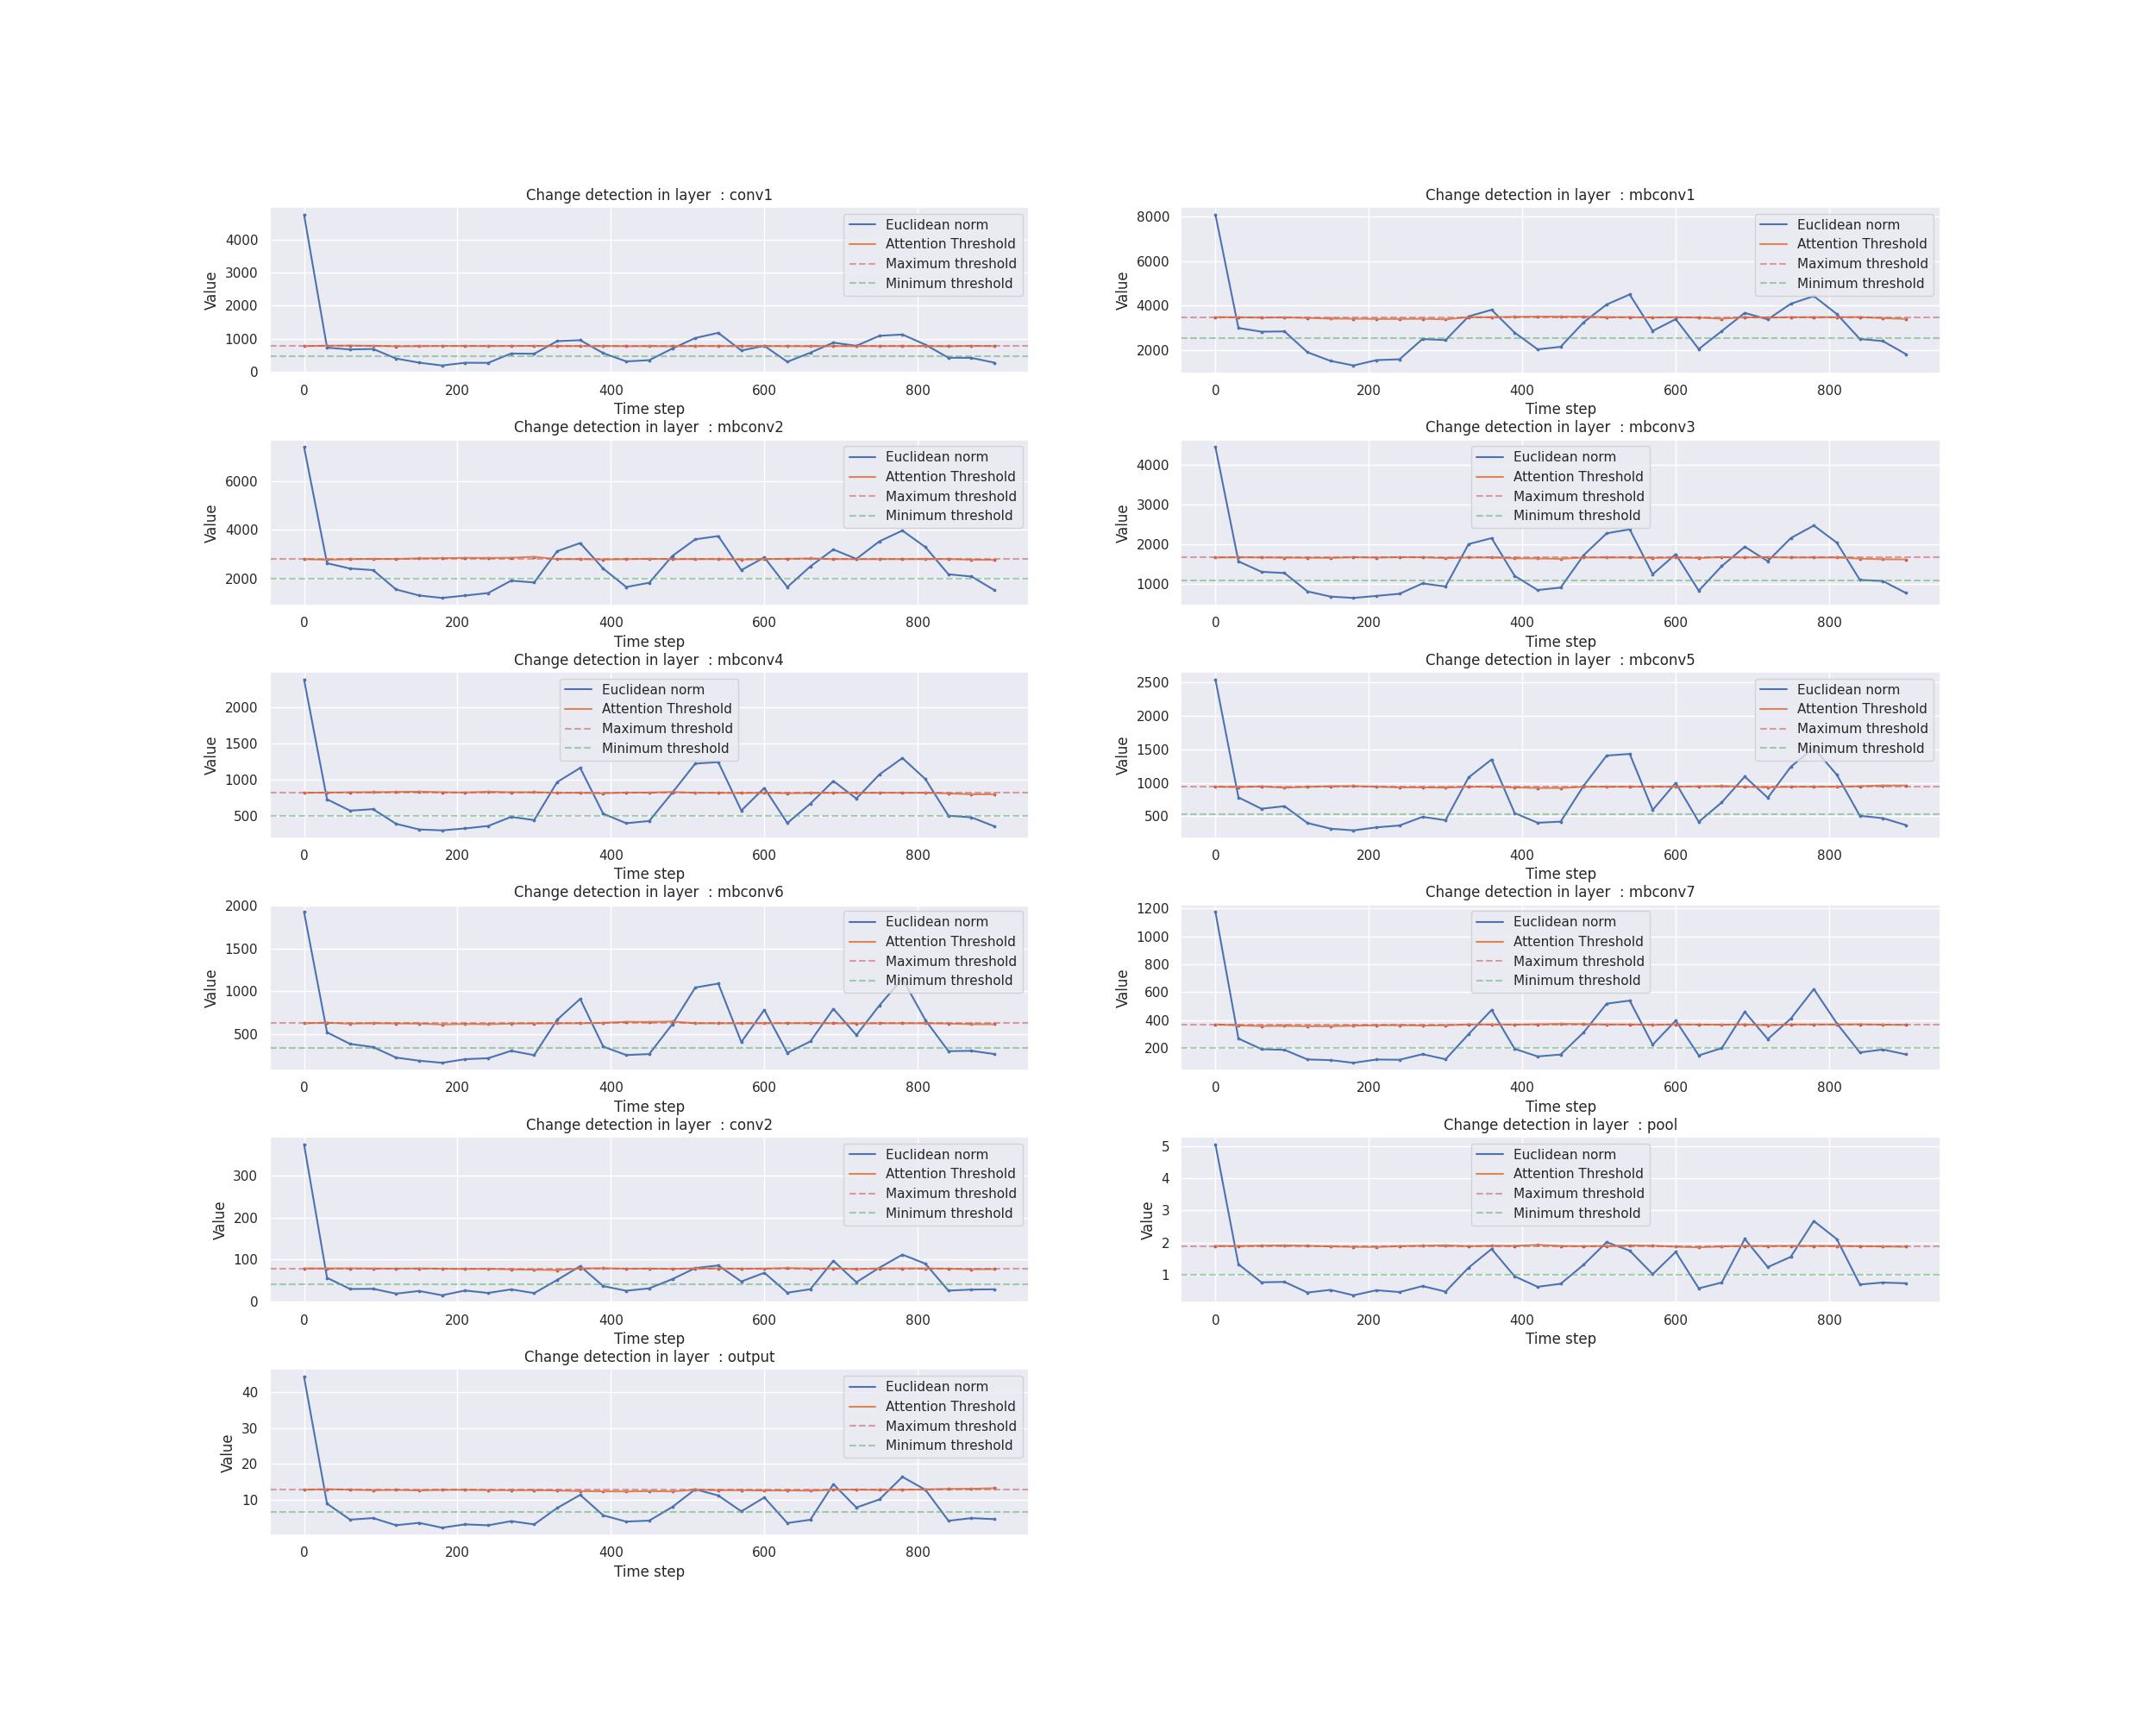 Change detection in layer  : conv1
Value
4000
3000
2000
1000
0
Euclidean norm
Attention Threshold
Maximum threshold
Minimum threshold
0 200 400 600 800
Time step
Change detection in layer  : mbconv1
Value
8000
6000
4000
2000
Euclidean norm
Attention Threshold
Maximum threshold
Minimum threshold
0 200 400 600 800
Time step
Change detection in layer  : mbconv2
Value
6000
4000
2000
Euclidean norm
Attention Threshold
Maximum threshold
Minimum threshold
0 200 400 600 800
Time step
Change detection in layer  : mbconv3
Value
4000
3000
2000
1000
Euclidean norm
Attention Threshold
Maximum threshold
Minimum threshold
0 200 400 600 800
Time step
Change detection in layer  : mbconv4
Value
2000
1500
1000
500
Euclidean norm
Attention Threshold
Maximum threshold
Minimum threshold
0 200 400 600 800
Time step
Change detection in layer  : mbconv5
Value
2500
2000
1500
1000
500
Euclidean norm
Attention Threshold
Maximum threshold
Minimum threshold
0 200 400 600 800
Time step
Change detection in layer  : mbconv6
Value
2000
1500
1000
500
Euclidean norm
Attention Threshold
Maximum threshold
Minimum threshold
0 200 400 600 800
Time step
Change detection in layer  : mbconv7
Value
1200
1000
800
600
400
200
Euclidean norm
Attention Threshold
Maximum threshold
Minimum threshold
0 200 400 600 800
Time step
Change detection in layer  : conv2
Value
300
200
100
0
Euclidean norm
Attention Threshold
Maximum threshold
Minimum threshold
0 200 400 600 800
Time step
Change detection in layer  : pool
Value
5
4
3
2
1
Euclidean norm
Attention Threshold
Maximum threshold
Minimum threshold
0 200 400 600 800
Time step
Change detection in layer  : output
Value
40
30
20
10
Euclidean norm
Attention Threshold
Maximum threshold
Minimum threshold
0 200 400 600 800
Time step